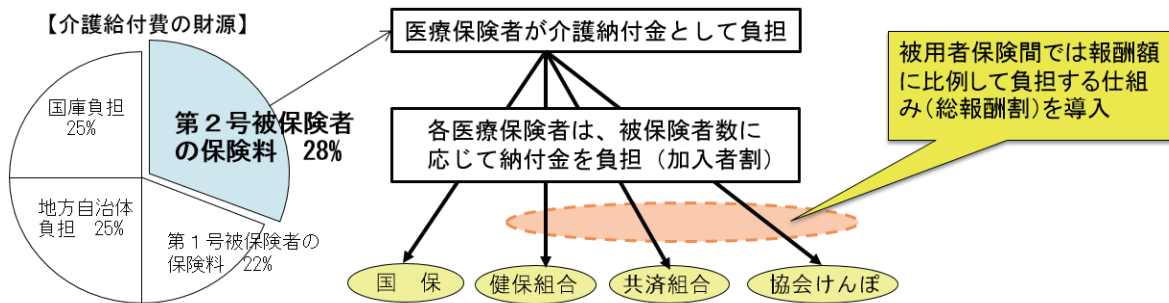 【介護給付費の財源】
国庫負担
25%
第２号被保険者
の保険料　28%
地方自治体
負担　25%
第１号被保険者の
保険料　22%
医療保険者が介護納付金として負担
各医療保険者は、被保険者数に
応じて納付金を負担（加入者割）
被用者保険間では報酬額
に比例して負担する仕組
み（総報酬割）を導入
国　保
健保組合
共済組合
協会けんぽ